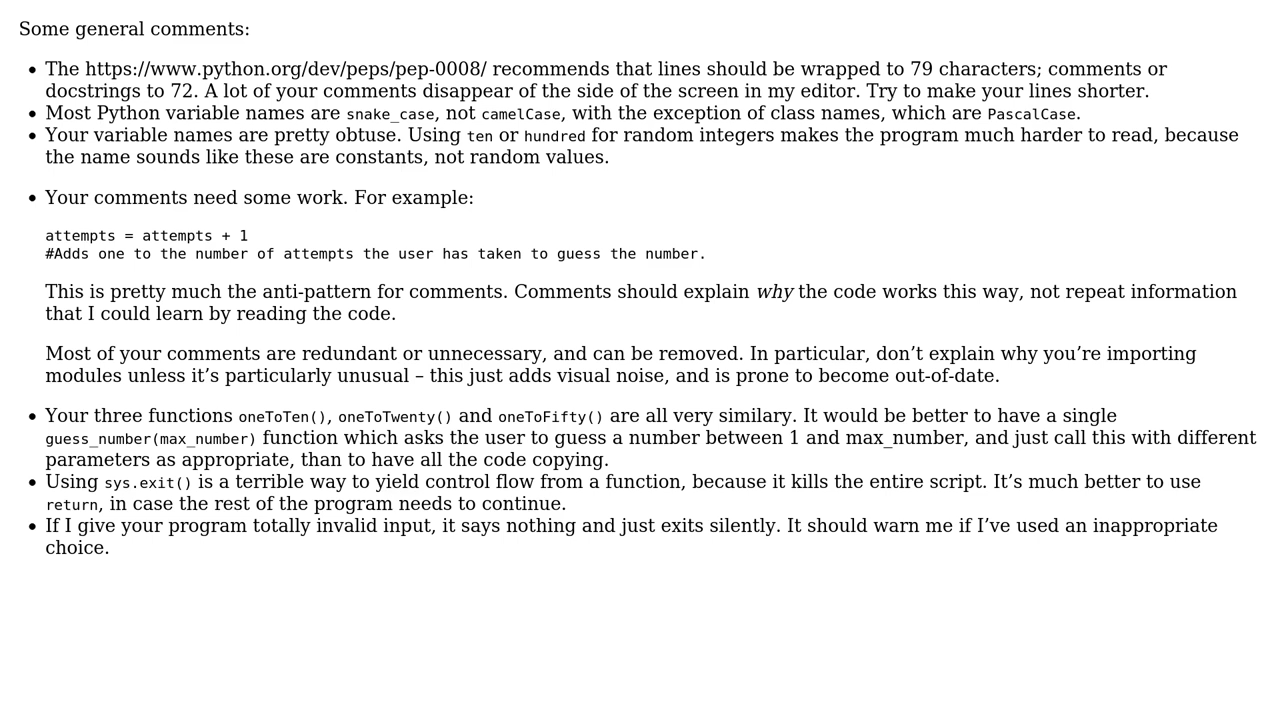 Some general comments:
• The https://www.python.org/dev/peps/pep-0008/ recommends that lines should be wrapped to 79 characters; comments or
docstrings to 72. A lot of your comments disappear of the side of the screen in my editor. Try to make your lines shorter.
• Most Python variable names are snake_case, not camelCase, with the exception of class names, which are PascalCase.
• Your variable names are pretty obtuse. Using ten or hundred for random integers makes the program much harder to read, because
the name sounds like these are constants, not random values.
• Your comments need some work. For example:
attempts = attempts + 1
#Adds one to the number of attempts the user has taken to guess the number.
This is pretty much the anti-pattern for comments. Comments should explain why the code works this way, not repeat information
that I could learn by reading the code.
Most of your comments are redundant or unnecessary, and can be removed. In particular, don’t explain why you’re importing
modules unless it’s particularly unusual – this just adds visual noise, and is prone to become out-of-date.
• Your three functions oneToTen(), oneToTwenty() and oneToFifty() are all very similary. It would be better to have a single
guess_number(max_number) function which asks the user to guess a number between 1 and max_number, and just call this with different
parameters as appropriate, than to have all the code copying.
• Using sys.exit() is a terrible way to yield control flow from a function, because it kills the entire script. It’s much better to use
return, in case the rest of the program needs to continue.
• If I give your program totally invalid input, it says nothing and just exits silently. It should warn me if I’ve used an inappropriate
choice.